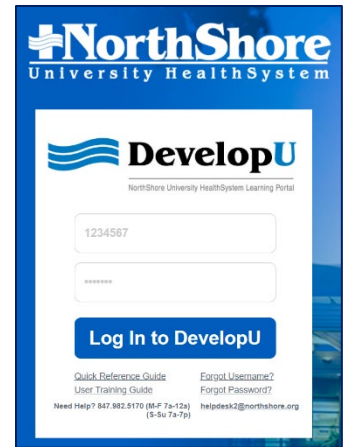 NorthShore
University HealthSystem
DevelopU
NorthShore University HealthSystem Learning Portal
1234567
•••••••
Log In to DevelopU
Quick Reference Guide Forgot Username?
User Training Guide Forgot Password?
Need Help? 847.982.5170 (M-F 7a-12a) helpdesk2@northshore.org
(S-Su 7a-7p)